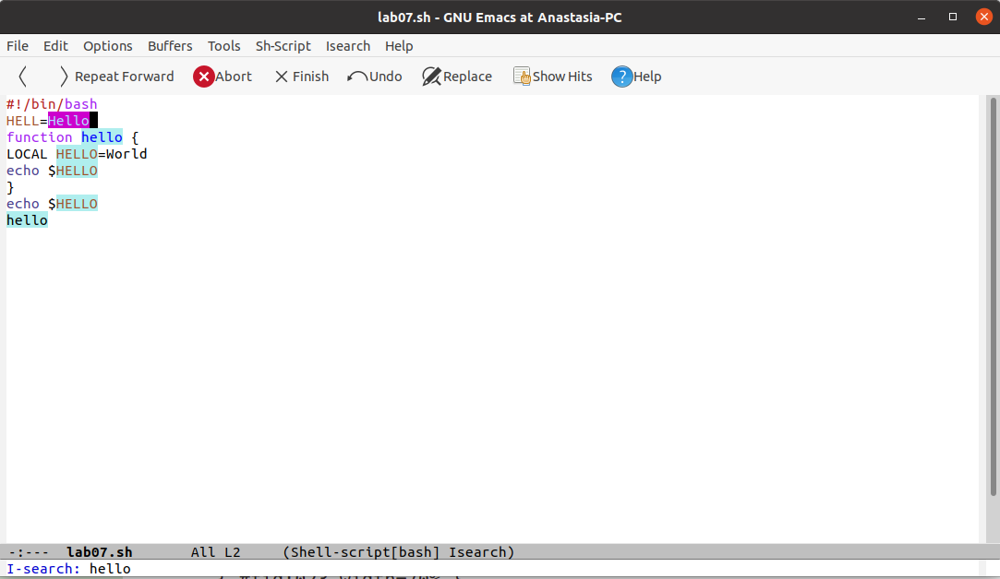 lab07.sh - GNU Emacs at Anastasia-PC
File Edit Options Buffers Tools Sh-Script Isearch Help
Repeat Forward Abort Finish Undo Replace Show Hits Help
#!/bin/bash
HELL=Hello
function hello {
LOCAL HELLO=World
echo $HELLO
}
echo $HELLO
hello
-:--- lab07.sh All L2 (Shell-script[bash] Isearch)
I-search: hello